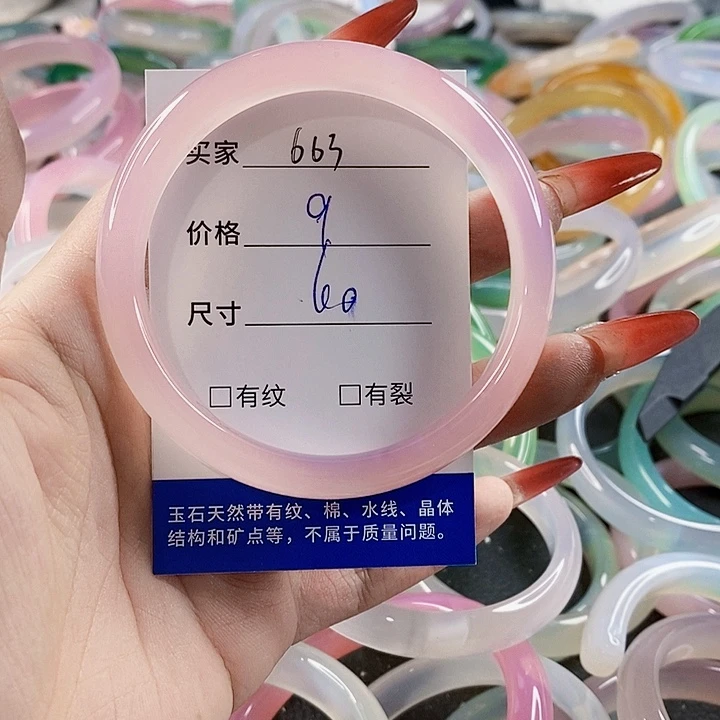 买家 663
价格 9
尺寸 60
□有纹 □有裂
玉石天然带有纹、棉、水线、晶体
结构和矿点等，不属于质量问题。